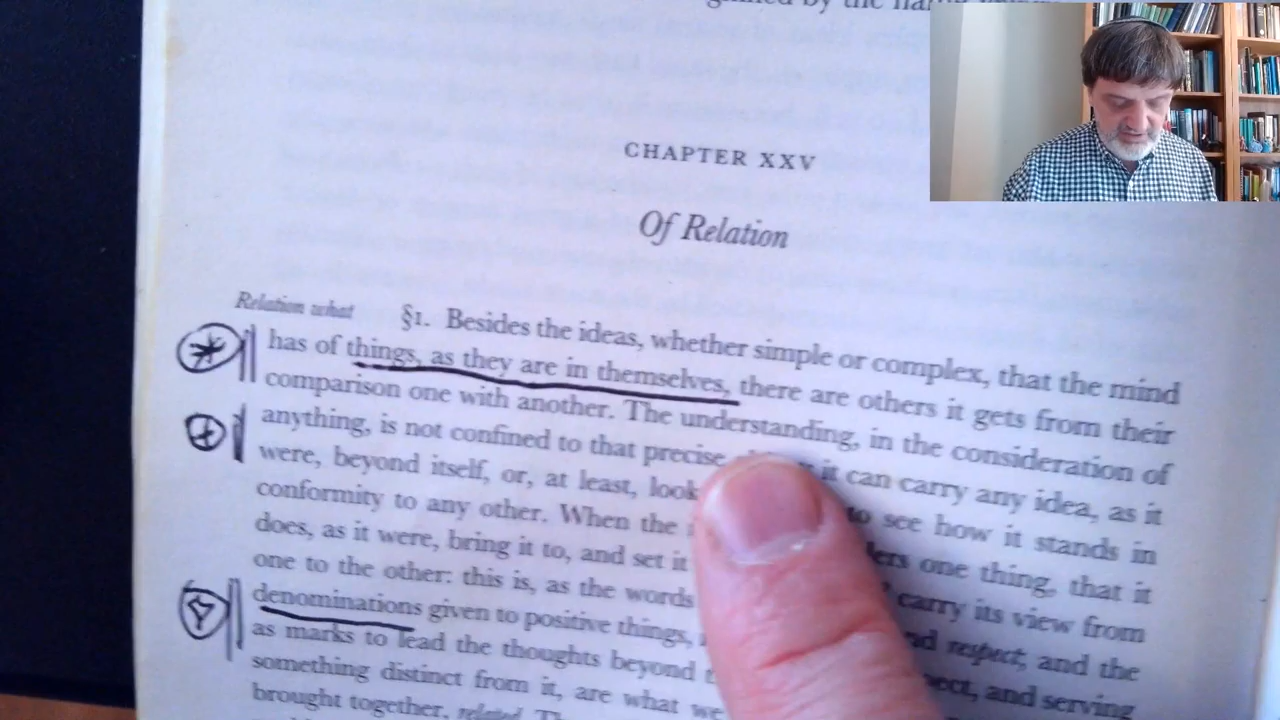 by the
CHAPTER XXV
Of Relation
Relation what
§1. Besides the ideas, whether simple or complex, that the mind
has of things, as they are in themselves, there are others it gets from their
comparison one with another. The understanding, in the consideration of
anything, is not confined to that precise it can carry any idea, as it
were, beyond itself, or, at least, look to see how it stands in
conformity to any other. When the one thing, that it
does, as it were, bring it to, and set it carry its view from
one to the other: this is, as the words respect, and the
denominations given to positive things, and serving
as marks to lead the thoughts beyond
something distinct from it, are what we
brought together, related.